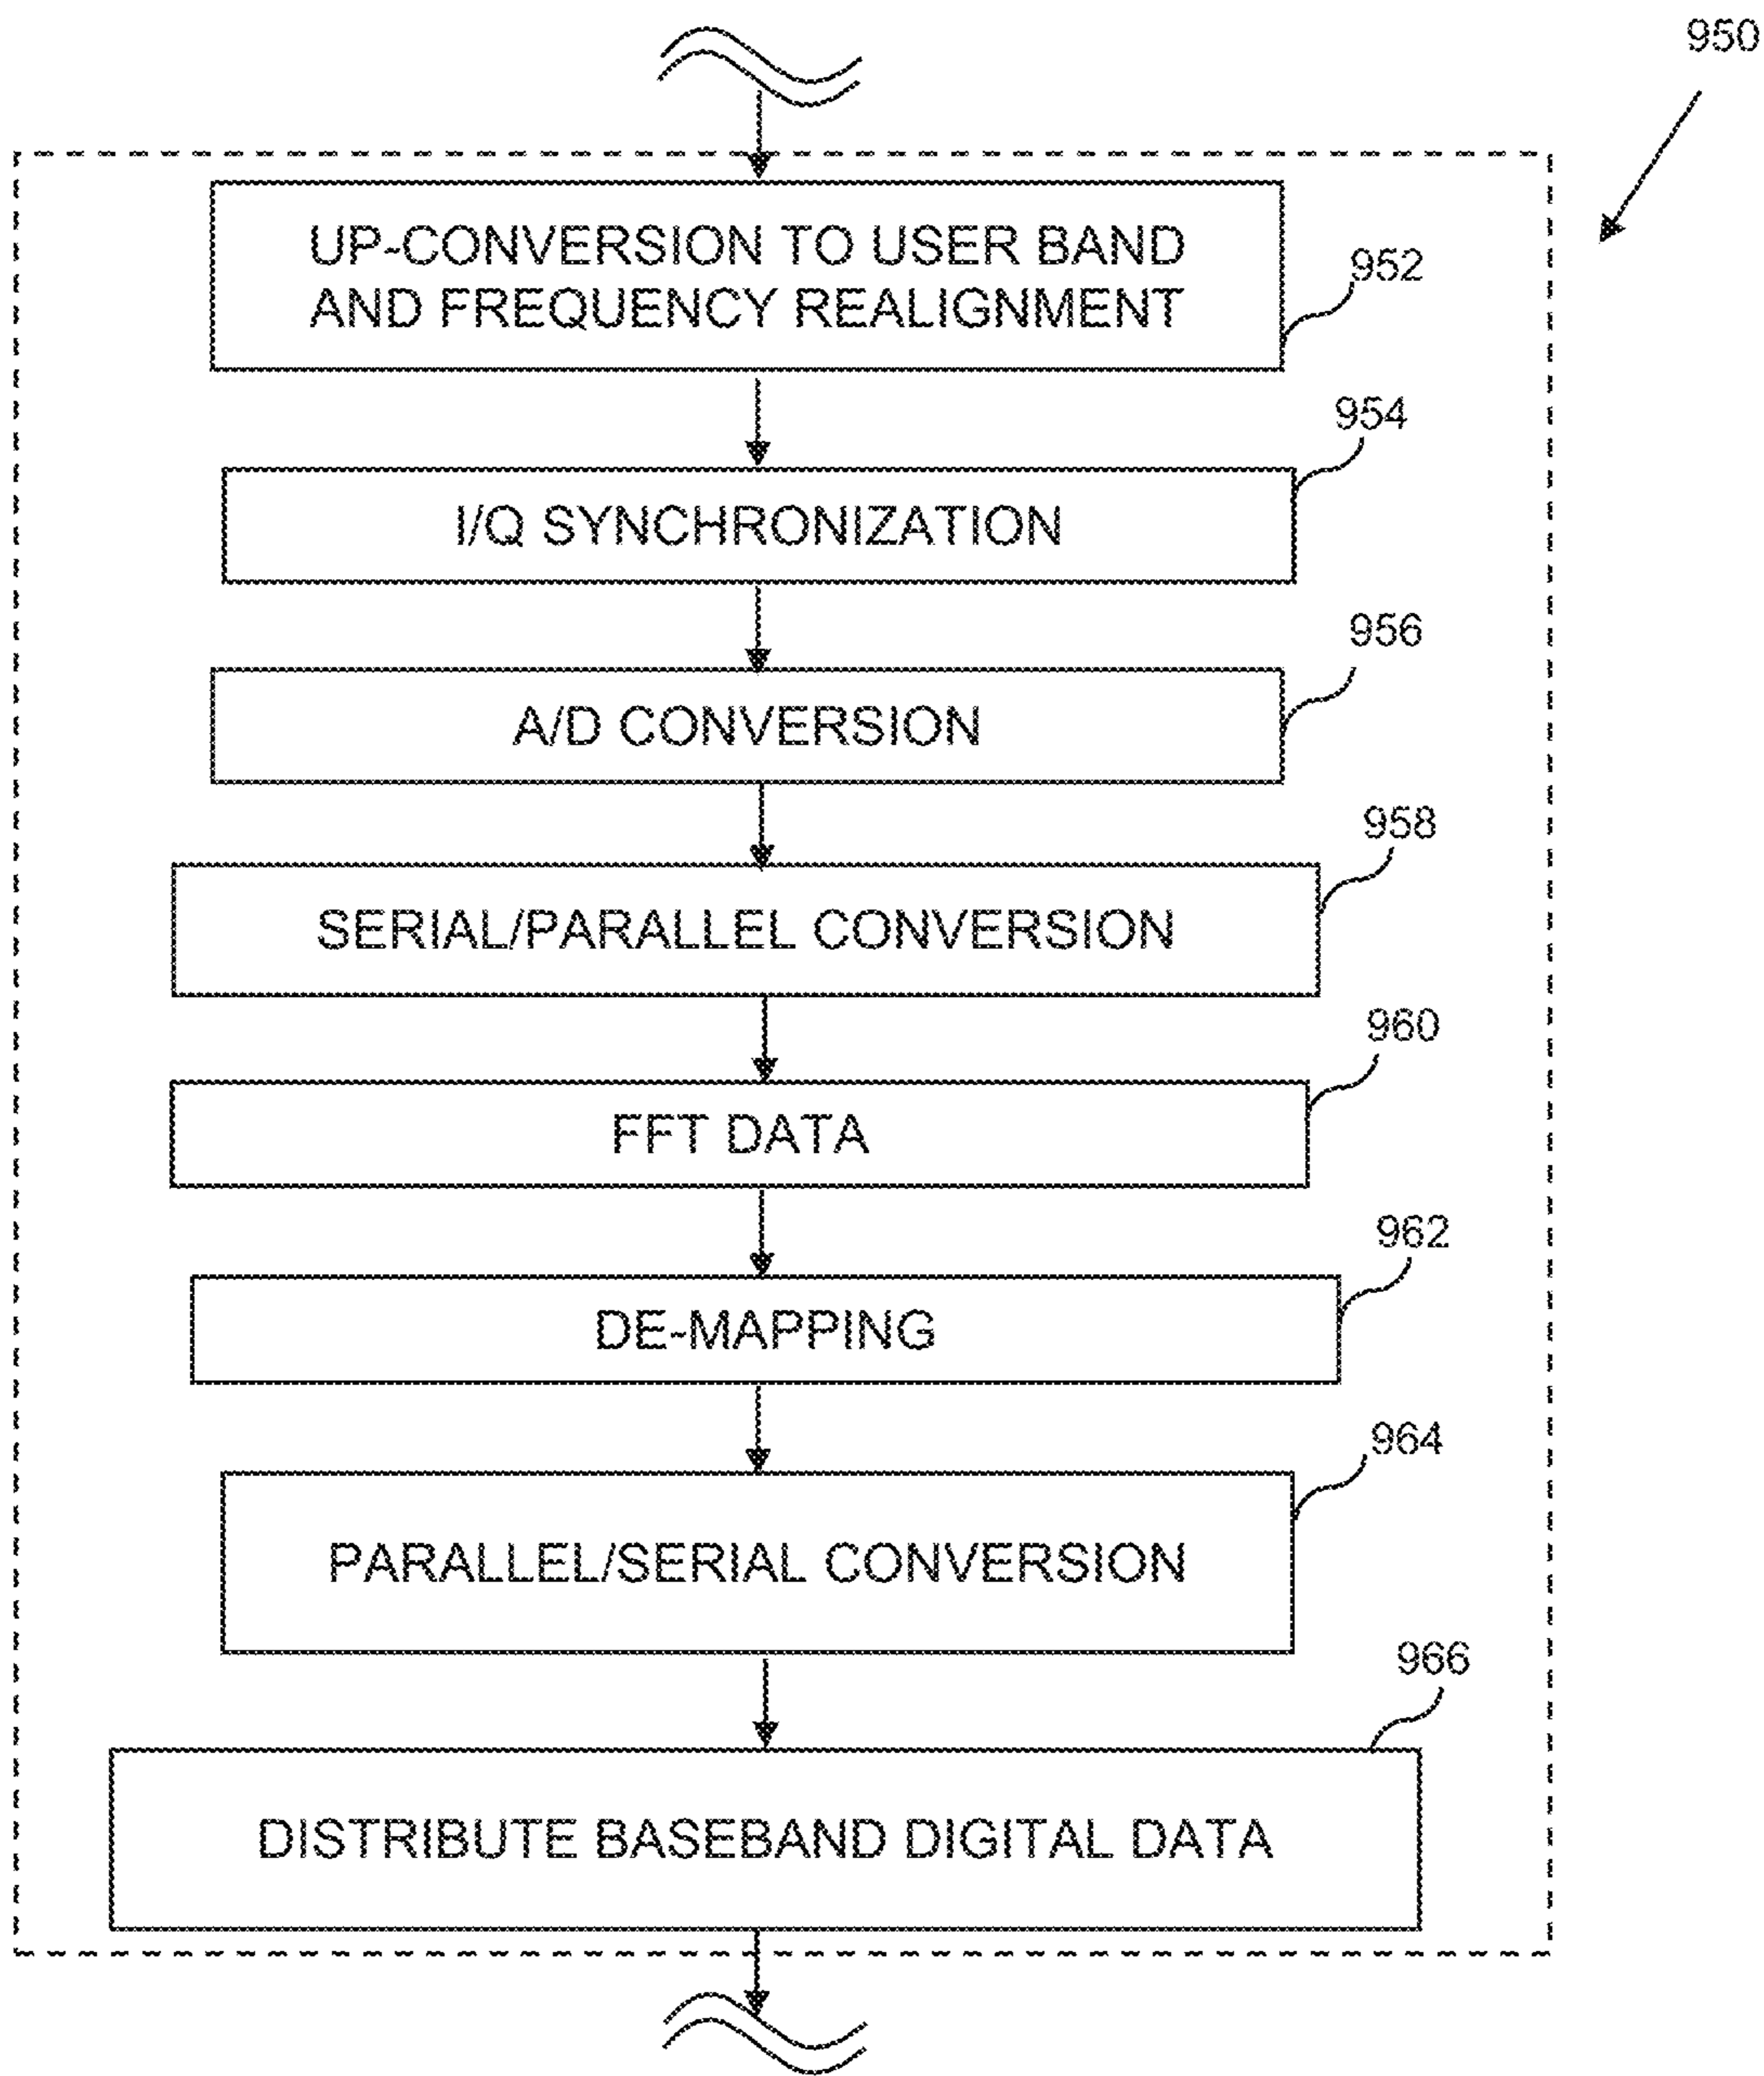 950
UP-CONVERSION TO USER BAND
AND FREQUENCY REALIGNMENT
952
954
I/Q SYNCHRONIZATION
956
A/D CONVERSION
958
SERIAL/PARALLEL CONVERSION
960
FFT DATA
962
DE-MAPPING
964
PARALLEL/SERIAL CONVERSION
966
DISTRIBUTE BASEBAND DIGITAL DATA